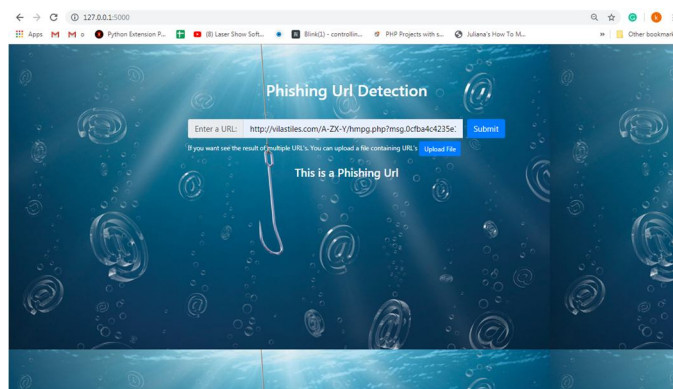 127.0.0.1:5000
Apps M M o Python Extension P... (8) Laser Show Soft... Blink(1) - controllin... PHP Projects with s... Juliana's How To M... » Other bookmark
Phishing Url Detection
Enter a URL: http://vilastiles.com/A-ZX-Y/hmpg.php?msg.0cfba4c4235e:
If you want see the result of multiple URL's. You can upload a file containing URL's Upload File
Submit
This is a Phishing Url